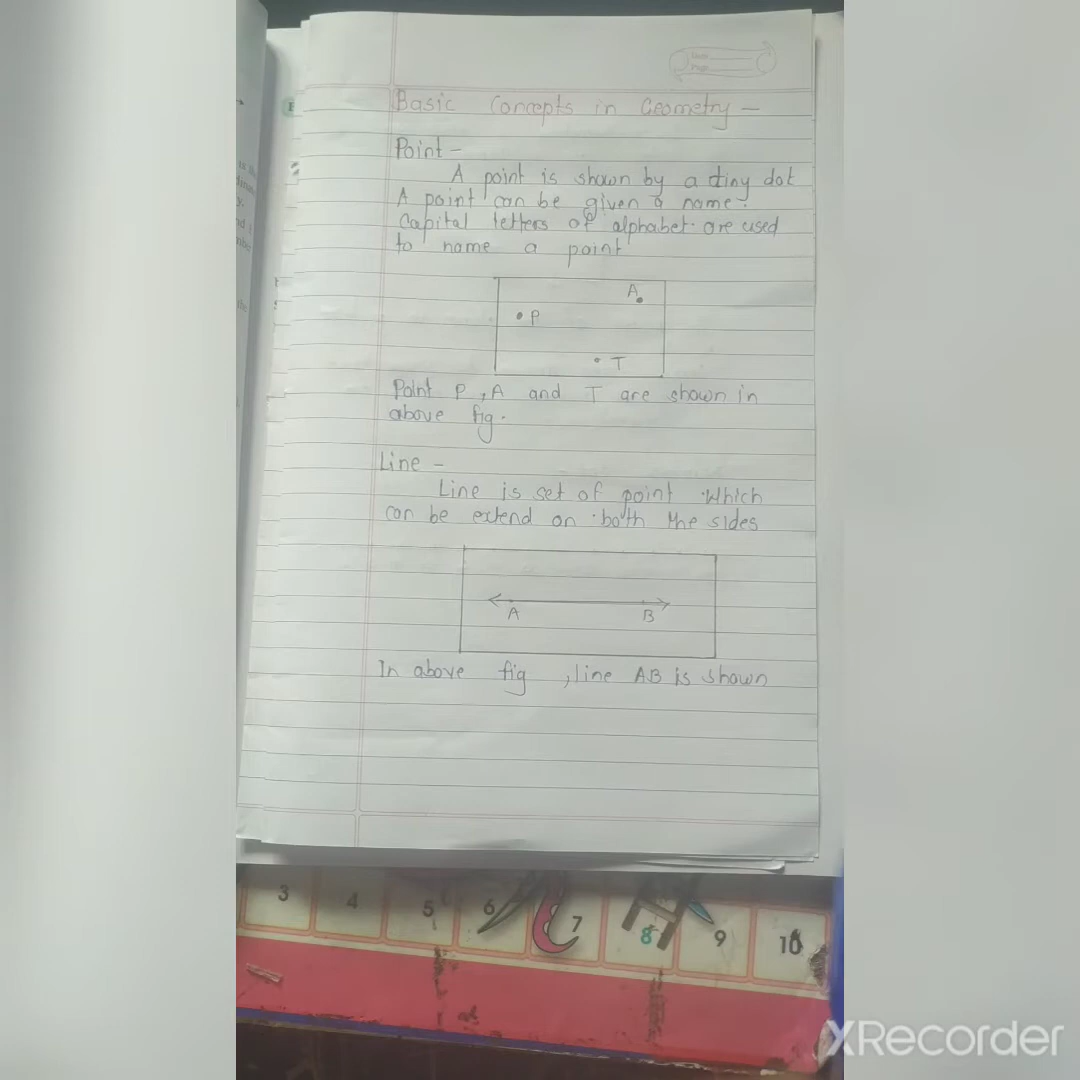 Basic Concepts in Geometry -
Point -
A point is shown by a tiny dot
A point can be given a name.
Capital letters of alphabet are used
to name a point
A
P
T
Point P, A and T are shown in
above fig.
Line -
Line is set of point which
can be extend on both the sides
A B
In above fig, line AB is shown
3 4 5 6 7 8 9 10
XRecorder